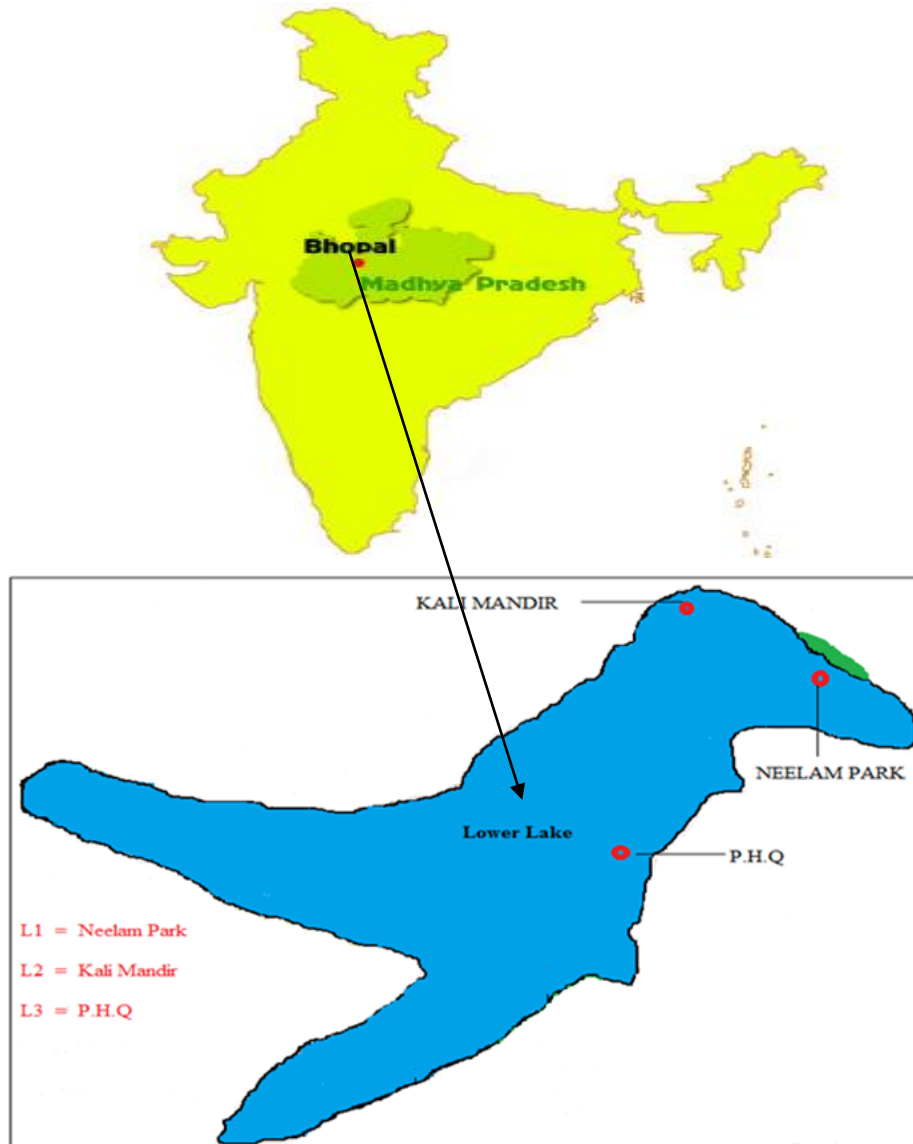 Bhopal
Madhya Pradesh
KALI MANDIR
NEELAM PARK
Lower Lake
P.H.Q
L1 = Neelam Park
L2 = Kali Mandir
L3 = P.H.Q